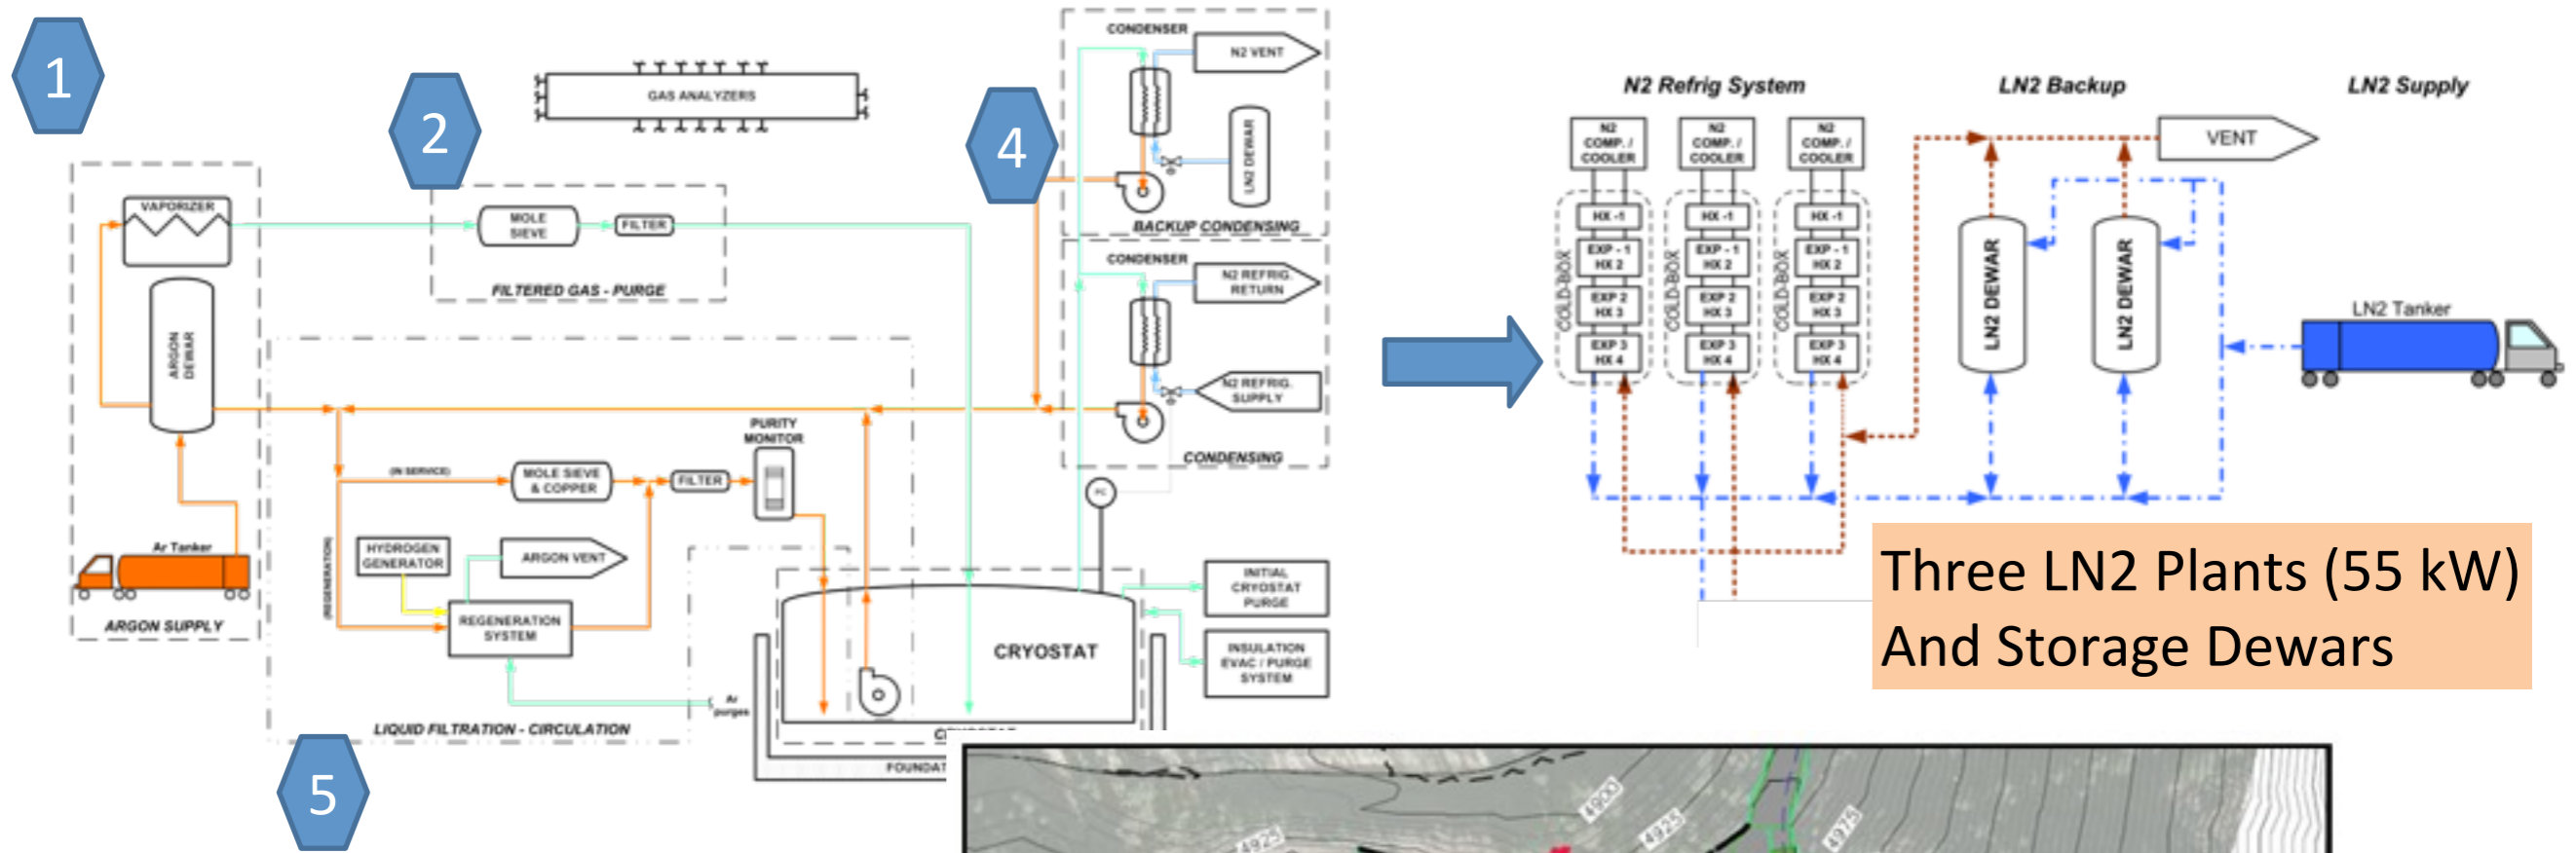 1
2
4
5
GAS ANALYZERS
VAPORIZER
ARGON
DEWAR
Ar Tanker
ARGON SUPPLY
MOLE
SIEVE
FILTER
FILTERED GAS - PURGE
CONDENSER
N2 VENT
LN2 DEWAR
BACKUP CONDENSING
CONDENSER
N2 REFRIG.
RETURN
N2 REFRIG.
SUPPLY
CONDENSING
(IN SERVICE)
(REGENERATION)
MOLE SIEVE
& COPPER
FILTER
PURITY
MONITOR
HYDROGEN
GENERATOR
ARGON VENT
REGENERATION
SYSTEM
Ar
purges
LIQUID FILTRATION - CIRCULATION
PC
CRYOSTAT
INITIAL
CRYOSTAT
PURGE
INSULATION
EVAC / PURGE
SYSTEM
FOUNDAT
N2 Refrig System
LN2 Backup
LN2 Supply
N2
COMP. /
COOLER
N2
COMP. /
COOLER
N2
COMP. /
COOLER
COLD-BOX
HX -1
EXP - 1
HX 2
EXP 2
HX 3
EXP 3
HX 4
COLD-BOX
HX -1
EXP - 1
HX 2
EXP 2
HX 3
EXP 3
HX 4
COLD-BOX
HX -1
EXP - 1
HX 2
EXP 2
HX 3
EXP 3
HX 4
VENT
LN2 DEWAR
LN2 DEWAR
LN2 Tanker
Three LN2 Plants (55 kW)
And Storage Dewars
4900
4925
4925
4975